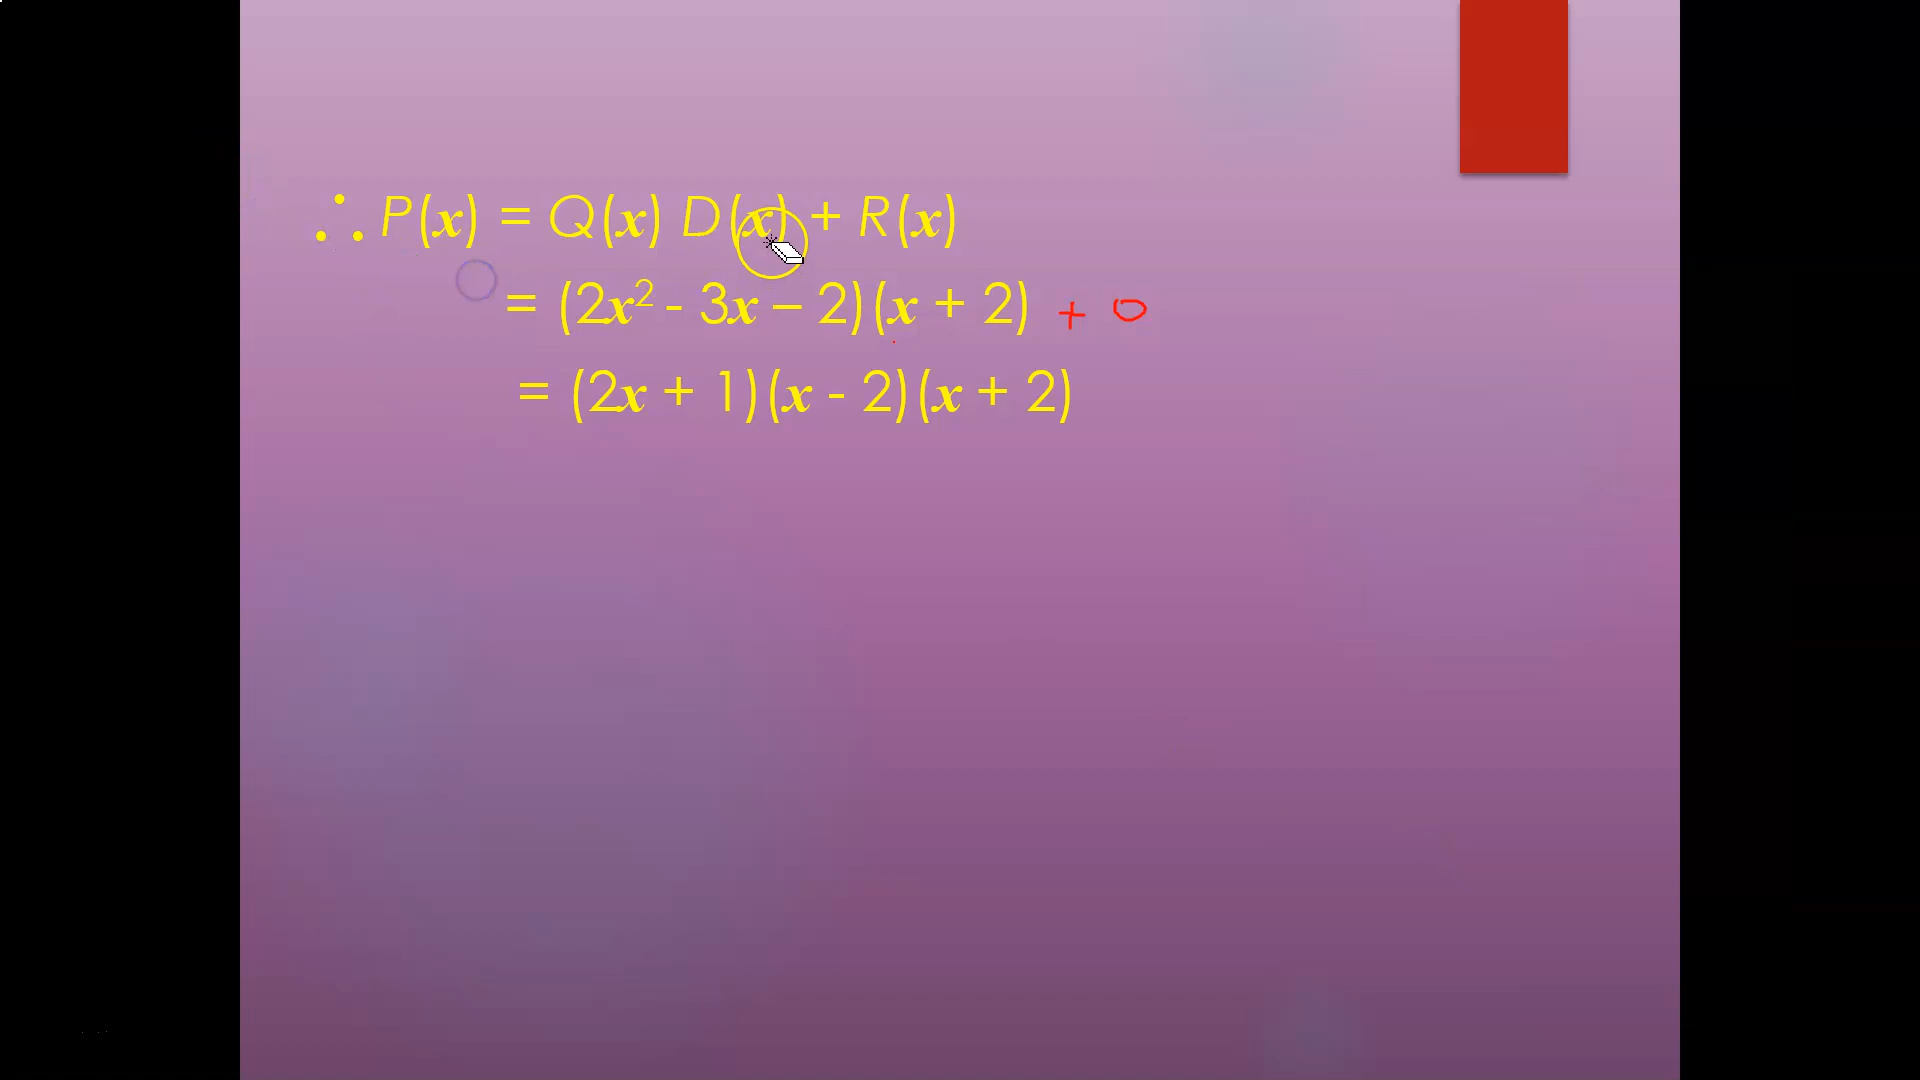 ∴ P(x) = Q(x) D(x) + R(x)
= (2x² - 3x – 2)(x + 2) + 0
= (2x + 1)(x - 2)(x + 2)